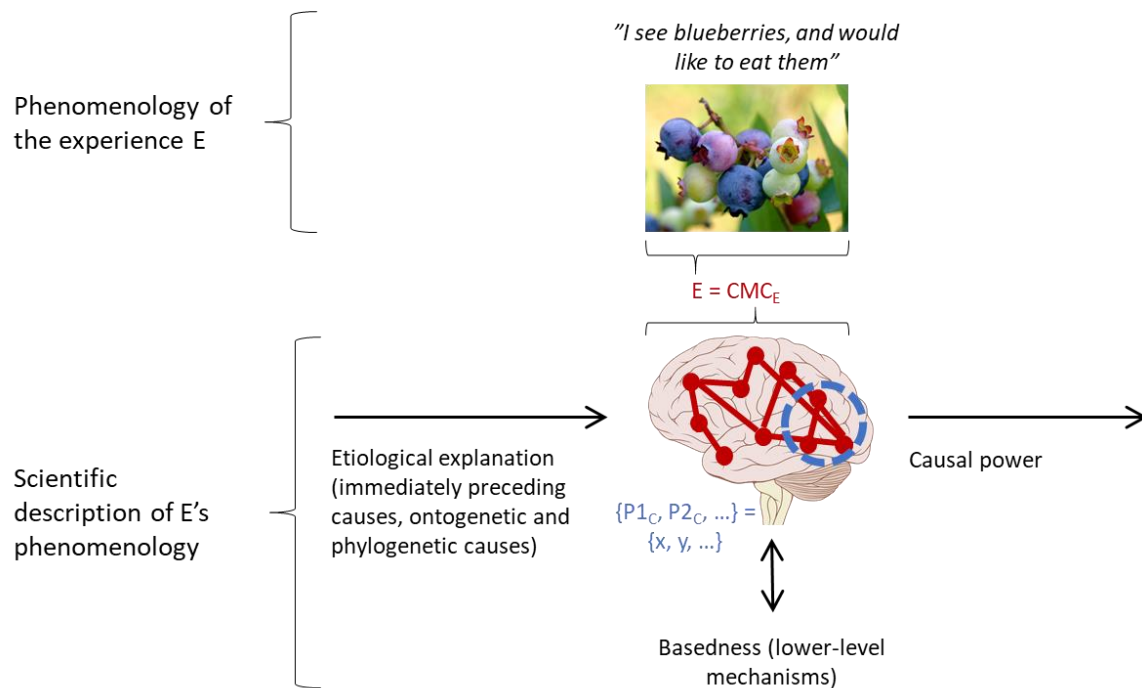 ”I see blueberries, and would
like to eat them”
Phenomenology of
the experience E
E = CMC_E
Etiological explanation
(immediately preceding
causes, ontogenetic and
phylogenetic causes)
Causal power
Scientific
description of E’s
phenomenology
{P1_C, P2_C, ...} =
{x, y, ...}
Basedness (lower-level
mechanisms)